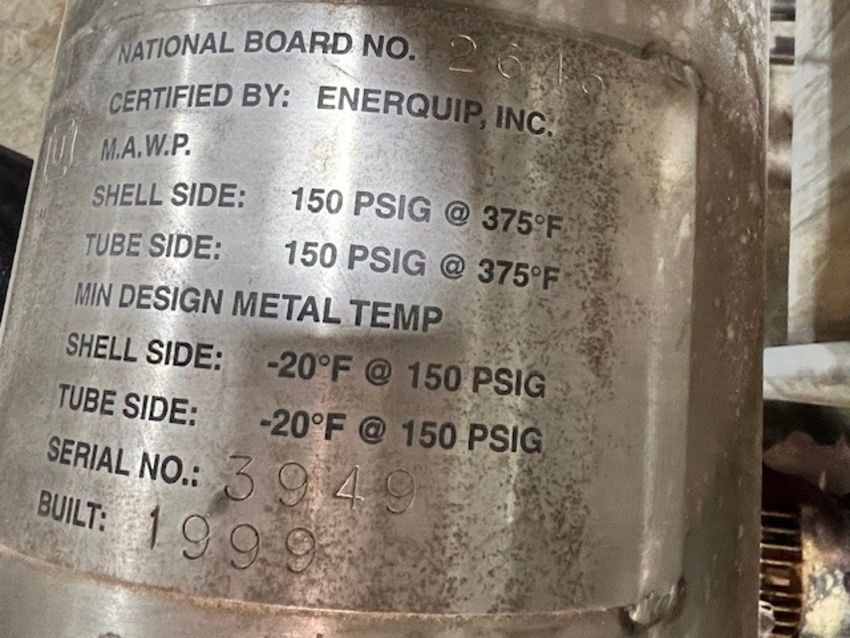 NATIONAL BOARD NO.
CERTIFIED BY: ENERQUIP, INC.
U
M.A.W.P.
SHELL SIDE: 150 PSIG @ 375°F
TUBE SIDE: 150 PSIG @ 375°F
MIN DESIGN METAL TEMP
SHELL SIDE: -20°F @ 150 PSIG
TUBE SIDE: -20°F @ 150 PSIG
SERIAL NO.: 3949
BUILT: 1999